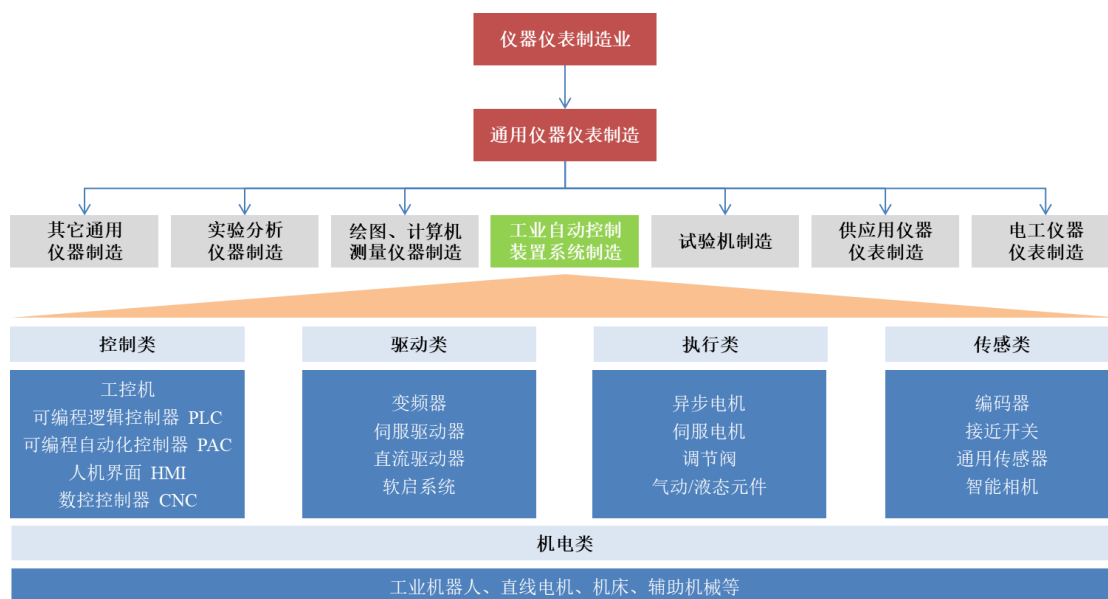 仪器仪表制造业
通用仪器仪表制造
其它通用
仪器制造
实验分析
仪器制造
绘图、计算机
测量仪器制造
工业自动控制
装置系统制造
试验机制造
供应用仪器
仪表制造
电工仪器
仪表制造
控制类
工控机
可编程逻辑控制器 PLC
可编程自动化控制器 PAC
人机界面 HMI
数控控制器 CNC
驱动类
变频器
伺服驱动器
直流驱动器
软启系统
执行类
异步电机
伺服电机
调节阀
气动/液态元件
传感类
编码器
接近开关
通用传感器
智能相机
机电类
工业机器人、直线电机、机床、辅助机械等